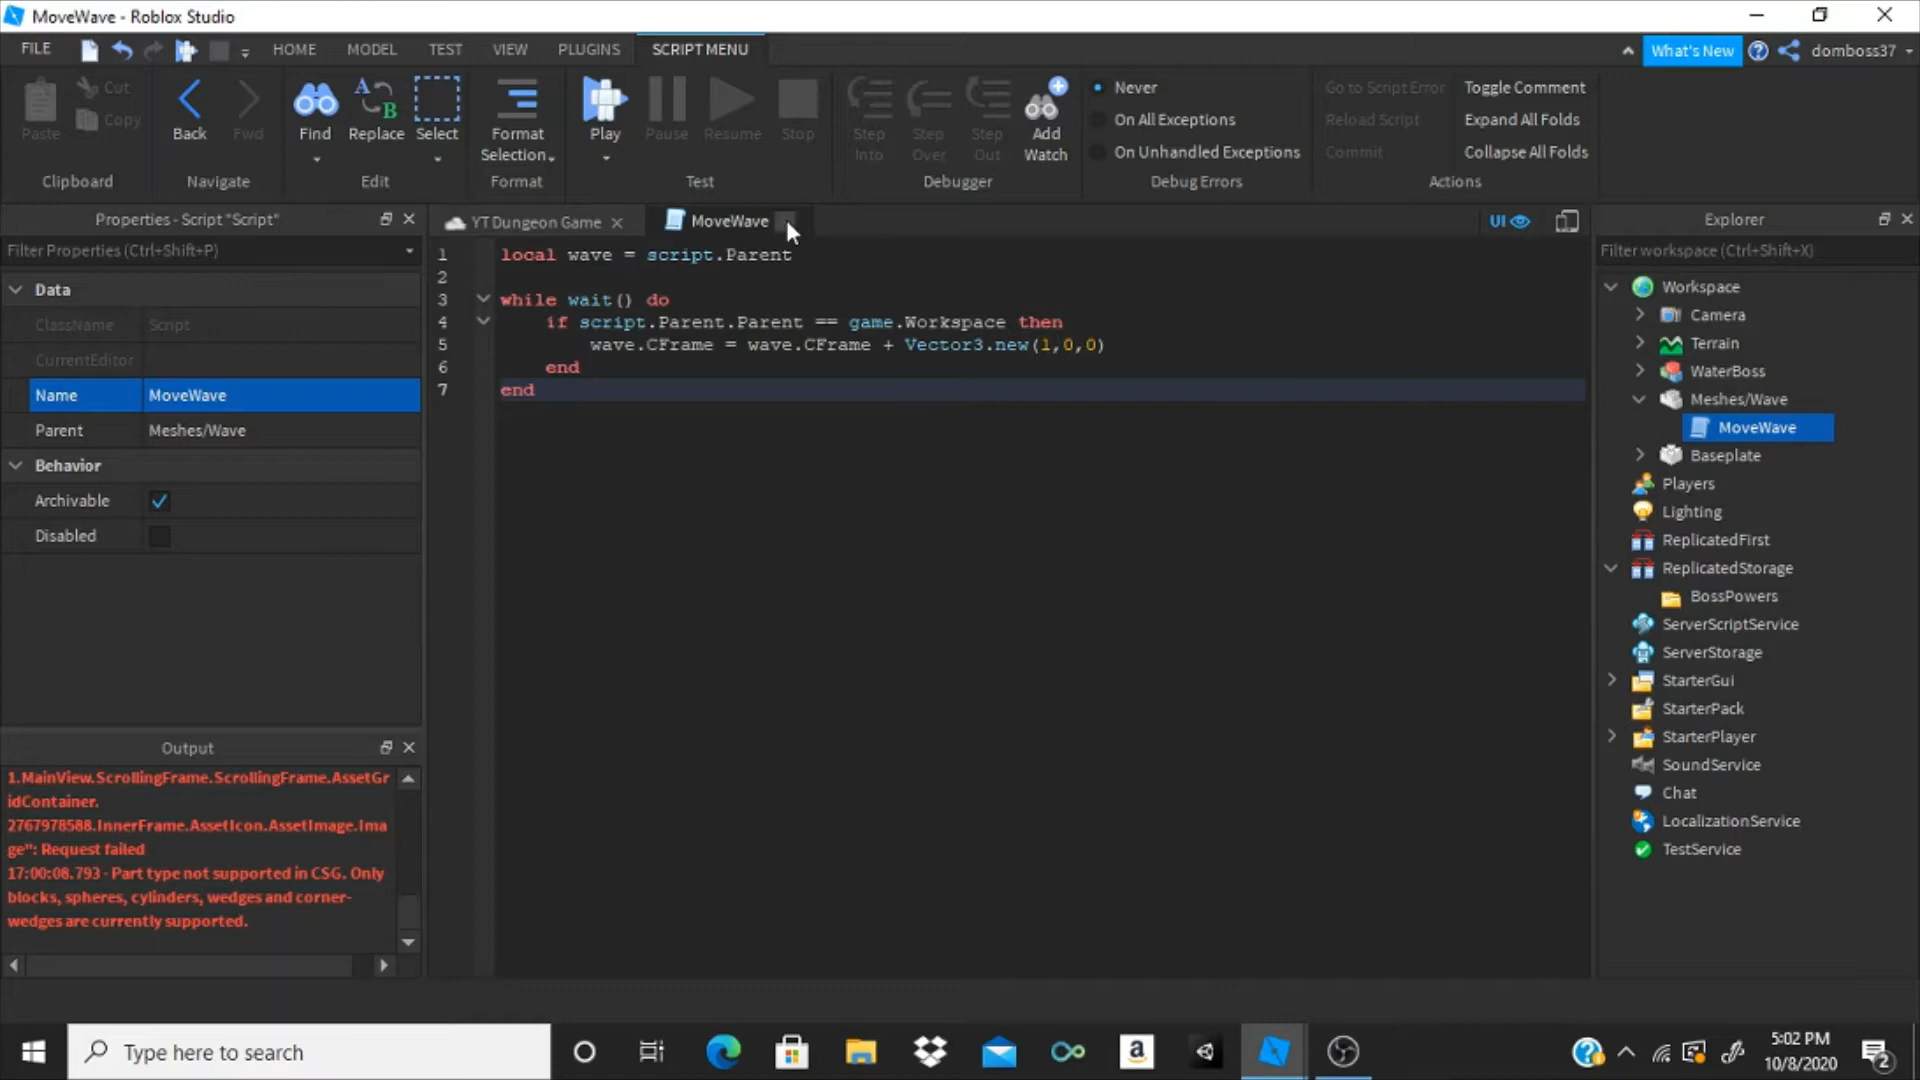 MoveWave - Roblox Studio
FILE HOME MODEL TEST VIEW PLUGINS SCRIPT MENU What's New domboss37
Paste Cut Copy Clipboard
Back Fwd Navigate
Find Replace Select Edit
Format Selection Format
Play Pause Resume Stop Test
Step Into Step Over Step Out Add Watch Debugger
Never
On All Exceptions
On Unhandled Exceptions
Debug Errors
Go to Script Error Toggle Comment
Reload Script Expand All Folds
Commit Collapse All Folds
Actions
Properties - Script "Script"
Filter Properties (Ctrl+Shift+P)
Data
ClassName Script
CurrentEditor
Name MoveWave
Parent Meshes/Wave
Behavior
Archivable
Disabled
Output
1.MainView.ScrollingFrame.ScrollingFrame.AssetGr
idContainer.
2767978588.InnerFrame.AssetIcon.AssetImage.Ima
ge": Request failed
17:00:08.793 - Part type not supported in CSG. Only
blocks, spheres, cylinders, wedges and corner-
wedges are currently supported.
YT Dungeon Game MoveWave UI
1 local wave = script.Parent
2
3 while wait() do
4 if script.Parent.Parent == game.Workspace then
5 wave.CFrame = wave.CFrame + Vector3.new(1,0,0)
6 end
7 end
Explorer
Filter workspace (Ctrl+Shift+X)
Workspace
Camera
Terrain
WaterBoss
Meshes/Wave
MoveWave
Baseplate
Players
Lighting
ReplicatedFirst
ReplicatedStorage
BossPowers
ServerScriptService
ServerStorage
StarterGui
StarterPack
StarterPlayer
SoundService
Chat
LocalizationService
TestService
Type here to search
5:02 PM
10/8/2020
2